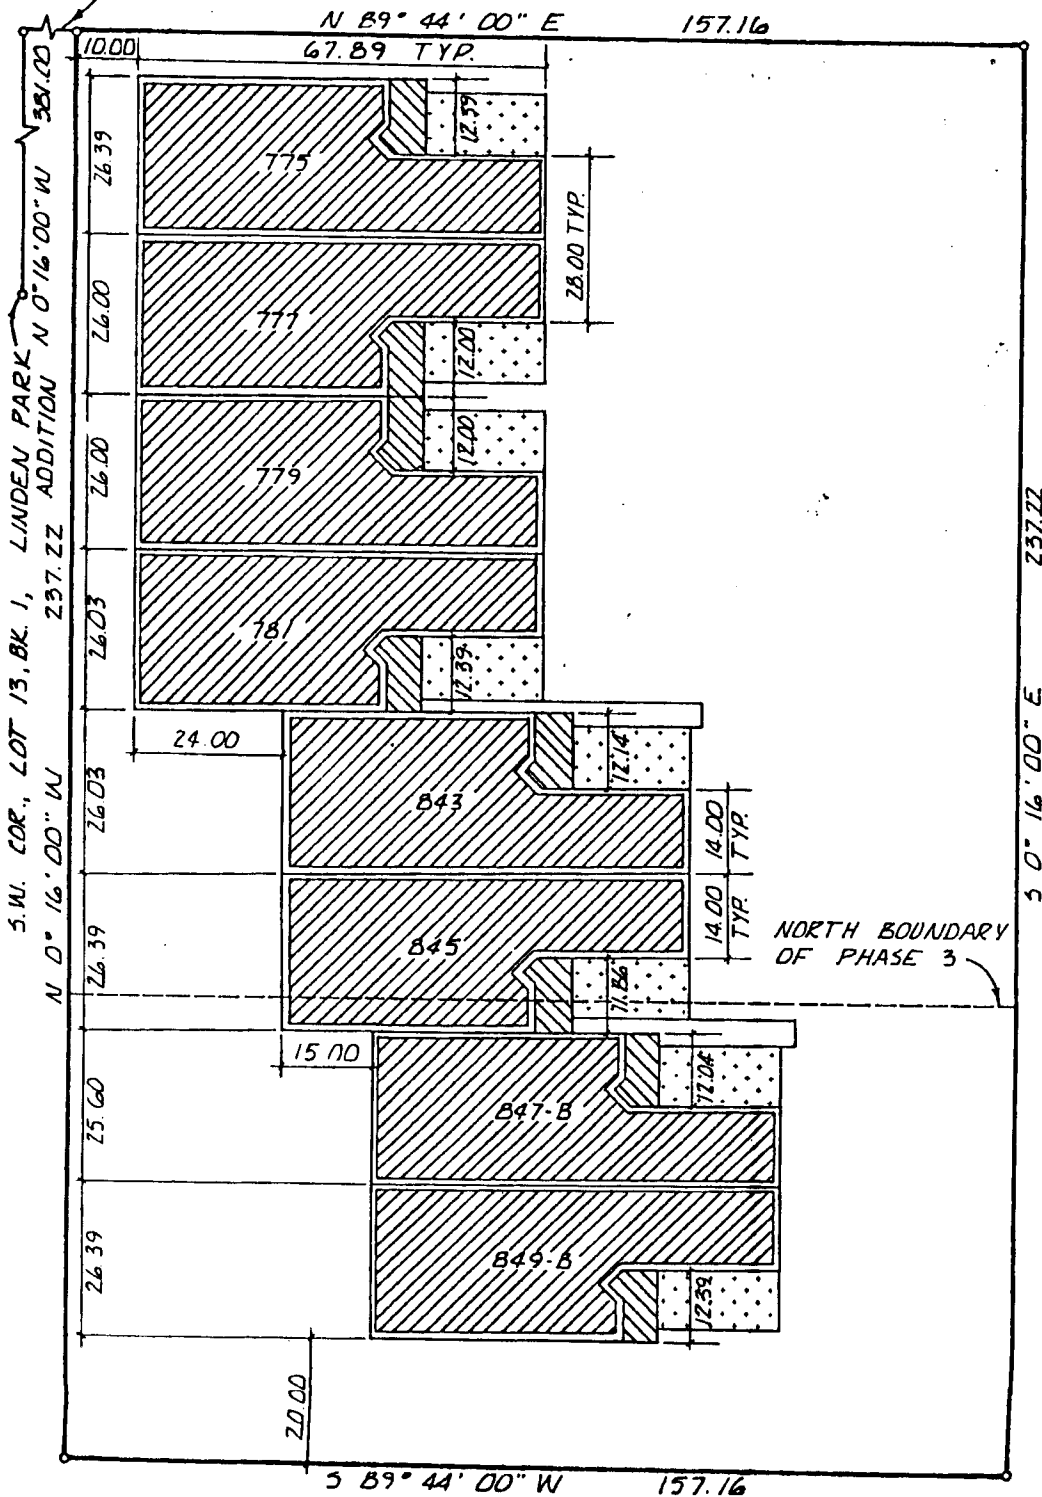 N 89° 44' 00" E 157.16
10.00 67.89 TYP.
381.00
N 0° 16' 00" W
S.W. COR., LOT 13, BK. 1, LINDEN PARK
ADDITION
237.22
N 0° 16' 00" W
26.39
26.00
26.00
26.03
26.03
26.39
25.60
26.39
775
12.39
28.00 TYP.
777
12.00
12.00
779
781
12.39
24.00
843
12.14
14.00
TYP.
14.00
TYP.
845
11.86
NORTH BOUNDARY
OF PHASE 3
15.00
847-B
12.04
849-B
12.39
20.00
237.22
S 0° 16' 00" E
S 89° 44' 00" W 157.16